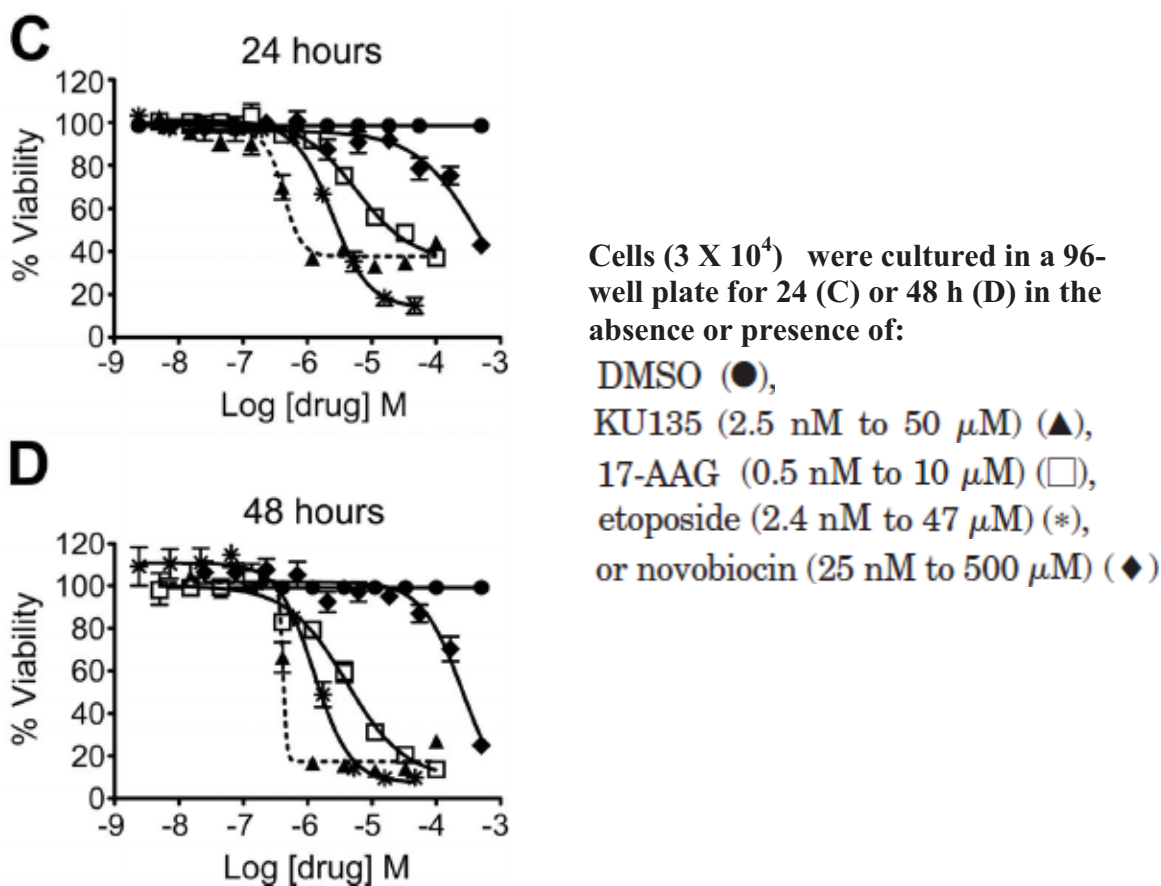 C
24 hours
120
100
80
60
40
20
0
% Viability
-9 -8 -7 -6 -5 -4 -3
Log [drug] M
D
48 hours
120
100
80
60
40
20
0
% Viability
-9 -8 -7 -6 -5 -4 -3
Log [drug] M
Cells (3 X 10⁴) were cultured in a 96-
well plate for 24 (C) or 48 h (D) in the
absence or presence of:
DMSO (●),
KU135 (2.5 nM to 50 μM) (▲),
17-AAG (0.5 nM to 10 μM) (□),
etoposide (2.4 nM to 47 μM) (*),
or novobiocin (25 nM to 500 μM) (◆)